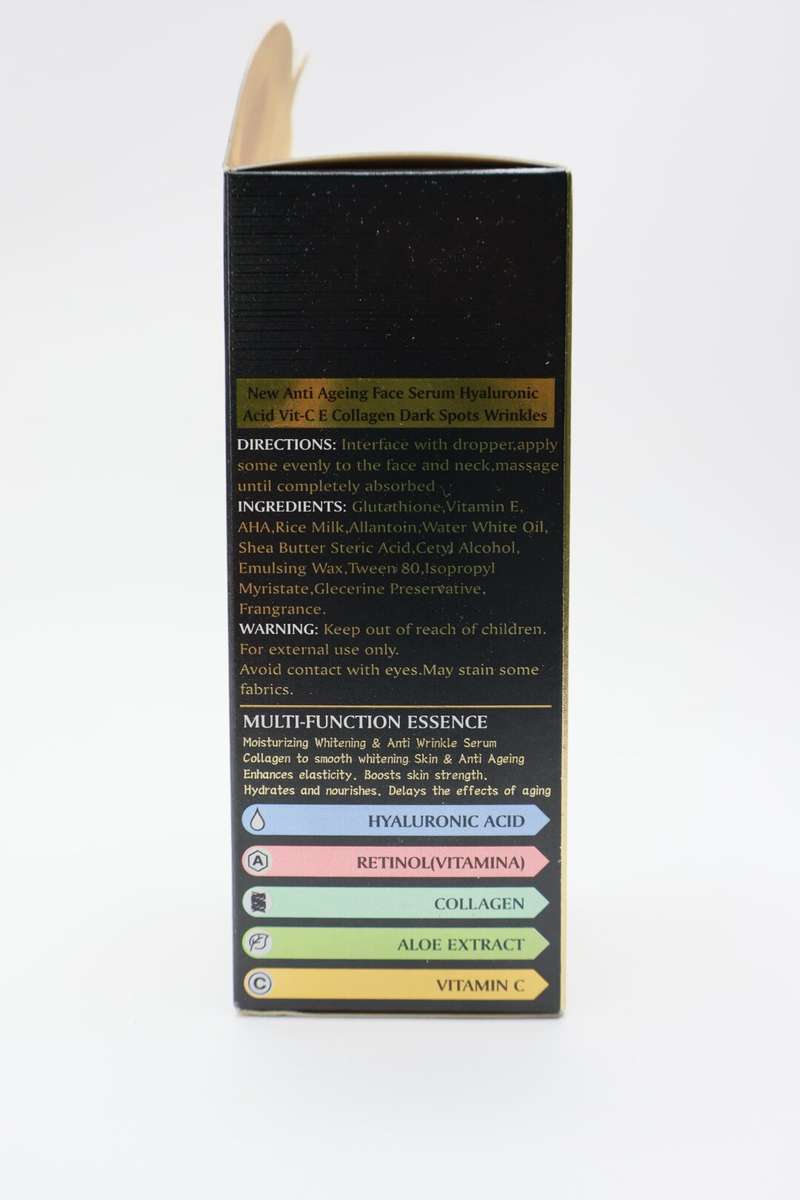 New Anti Ageing Face Serum Hyaluronic
Acid Vit-C E Collagen Dark Spots Wrinkles
DIRECTIONS: Interface with dropper,apply
some evenly to the face and neck,massage
until completely absorbed
INGREDIENTS: Glutathione,Vitamin E,
AHA,Rice Milk,Allantoin,Water White Oil,
Shea Butter Steric Acid,Cetyl Alcohol,
Emulsing Wax,Tween 80,Isopropyl
Myristate,Glecerine Preservative,
Frangrance.
WARNING: Keep out of reach of children.
For external use only.
Avoid contact with eyes.May stain some
fabrics.
MULTI-FUNCTION ESSENCE
Moisturizing Whitening & Anti Wrinkle Serum
Collagen to smooth whitening Skin & Anti Ageing
Enhances elasticity. Boosts skin strength.
Hydrates and nourishes. Delays the effects of aging
HYALURONIC ACID
A RETINOL(VITAMINA)
COLLAGEN
ALOE EXTRACT
C VITAMIN C